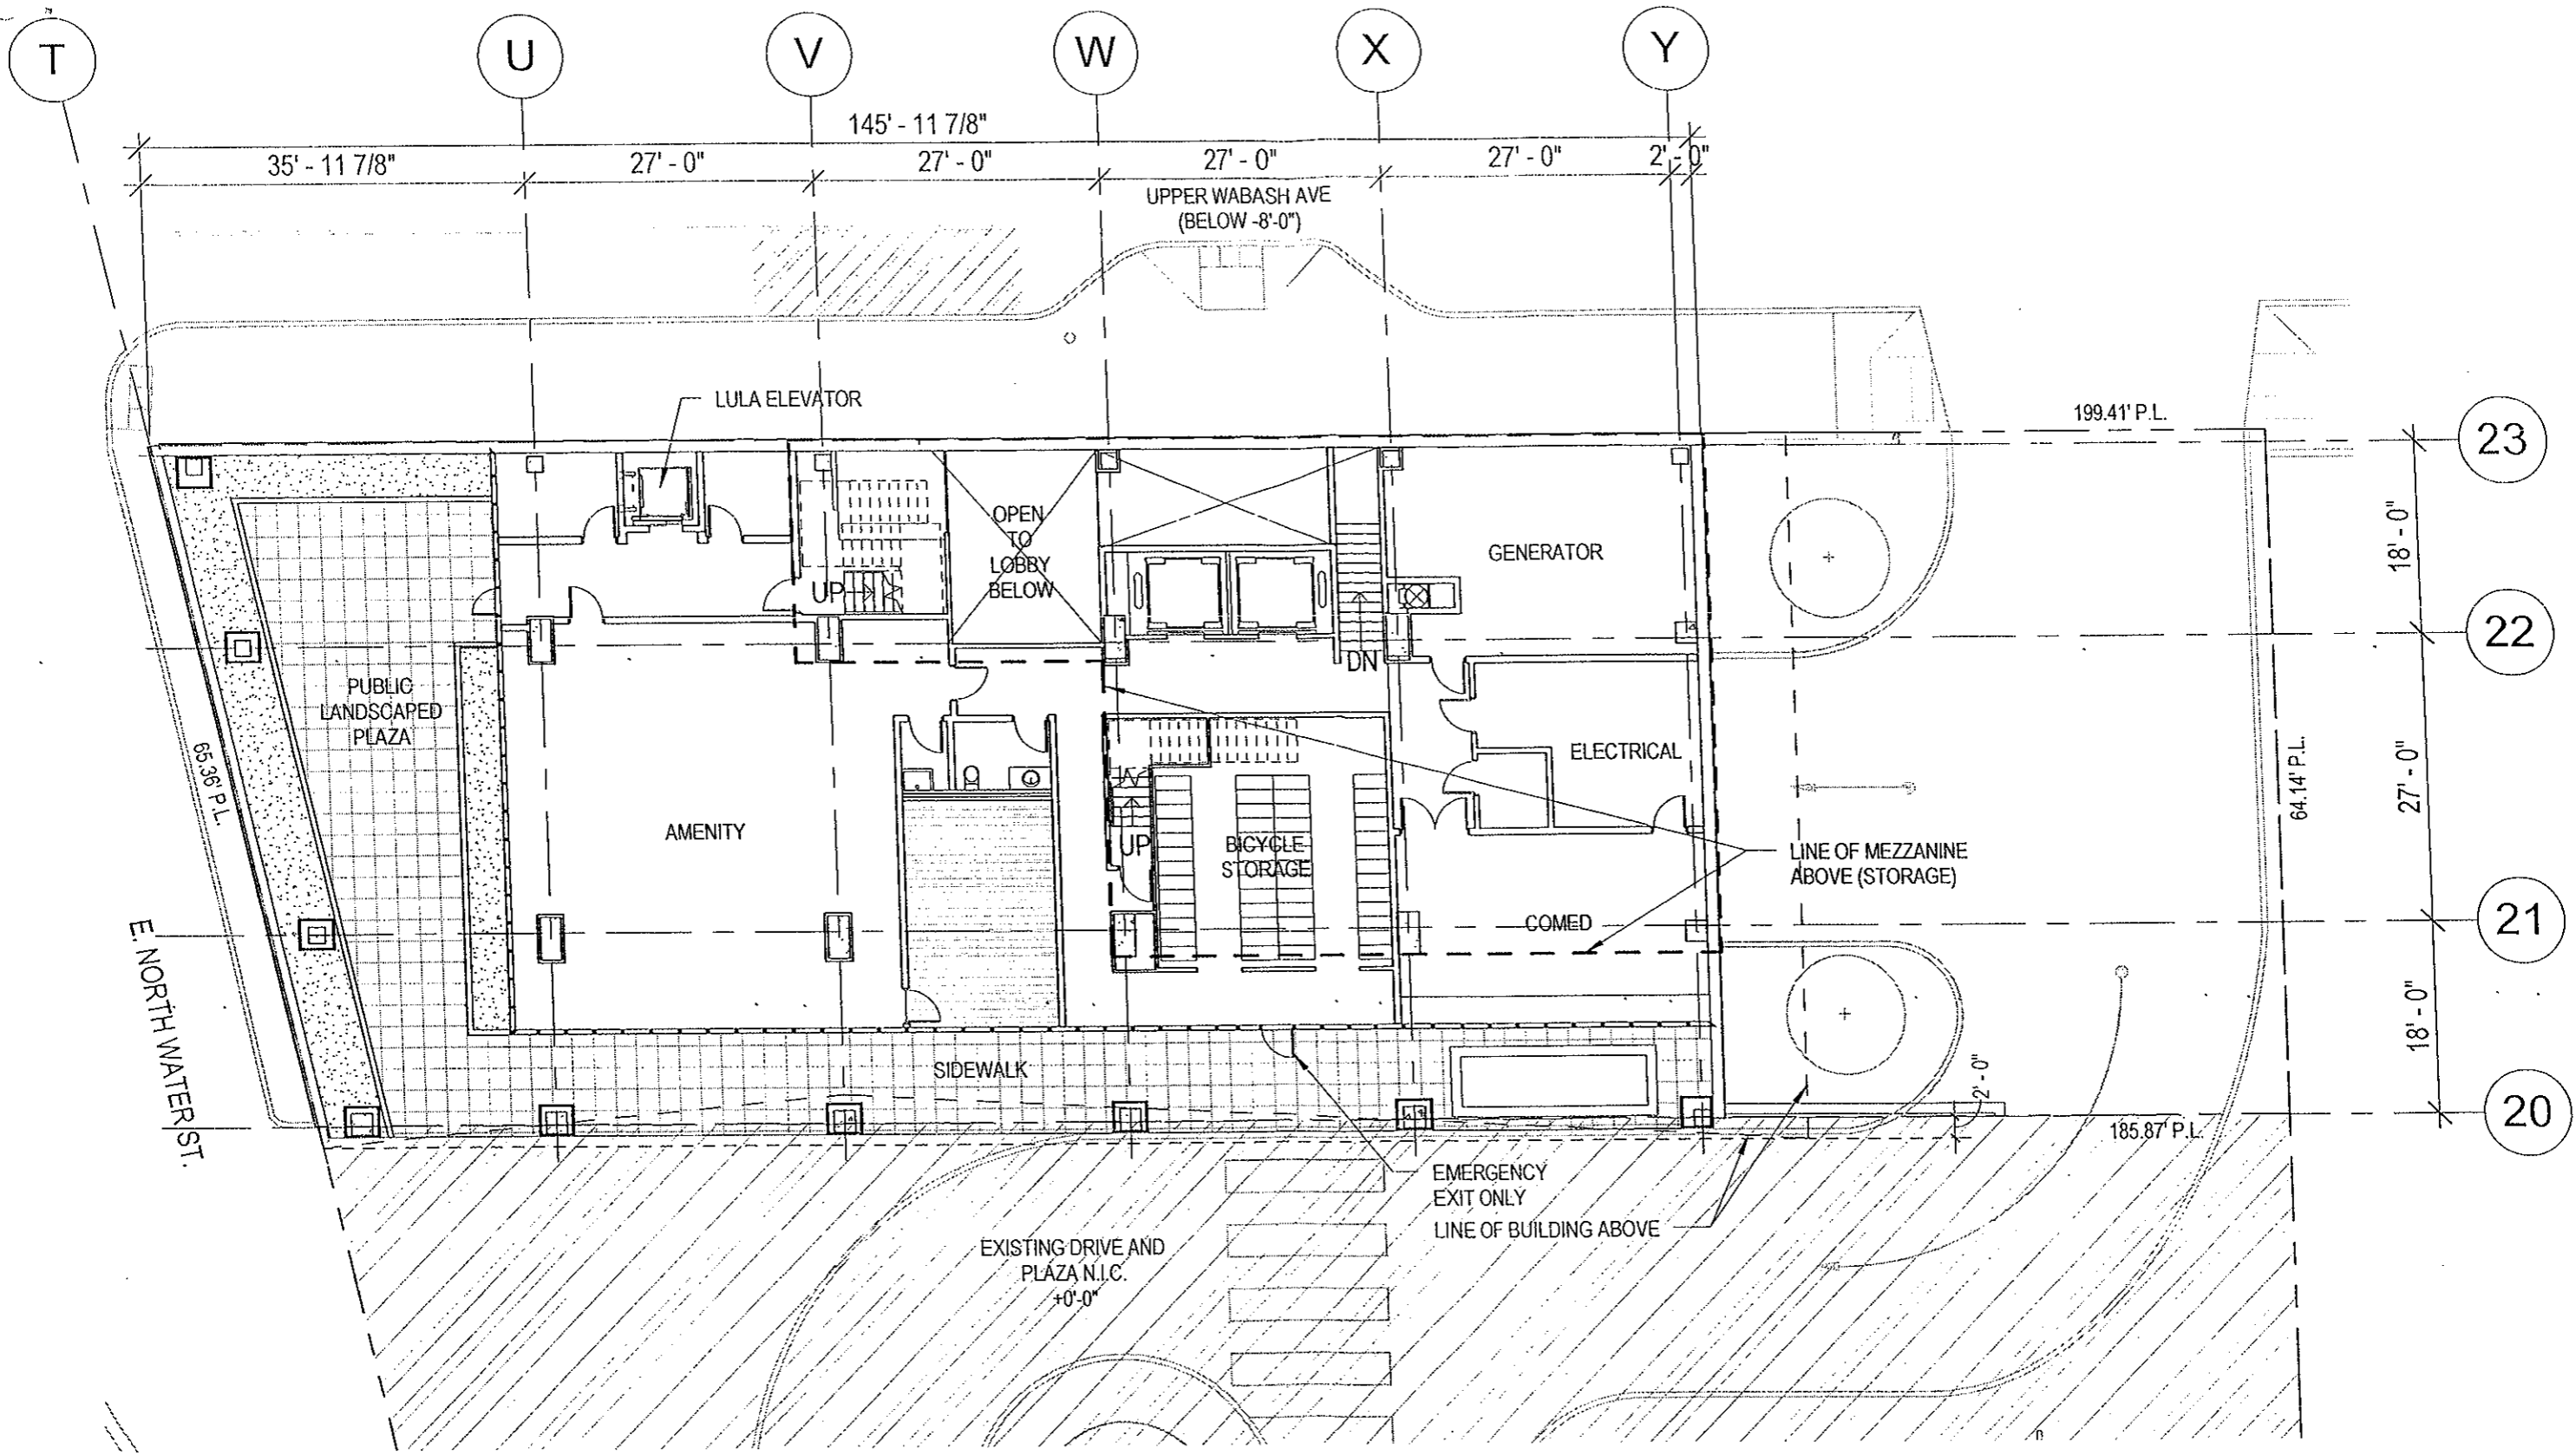 T
U
V
W
X
Y
145' - 11 7/8"
35' - 11 7/8"
27' - 0"
27' - 0"
27' - 0"
27' - 0"
2' - 0"
UPPER WABASH AVE
(BELOW -8'-0")
LULA ELEVATOR
199.41' P.L.
23
OPEN
TO
LOBBY
BELOW
GENERATOR
18' - 0"
UP
22
DN
PUBLIC
LANDSCAPED
PLAZA
65.36' P.L.
ELECTRICAL
64.14' P.L.
27' - 0"
AMENITY
UP
BICYCLE
STORAGE
LINE OF MEZZANINE
ABOVE (STORAGE)
COMED
21
E. NORTH WATER ST.
18' - 0"
SIDEWALK
2' - 0"
20
185.87' P.L.
EMERGENCY
EXIT ONLY
LINE OF BUILDING ABOVE
EXISTING DRIVE AND
PLAZA N.I.C.
+0'-0"